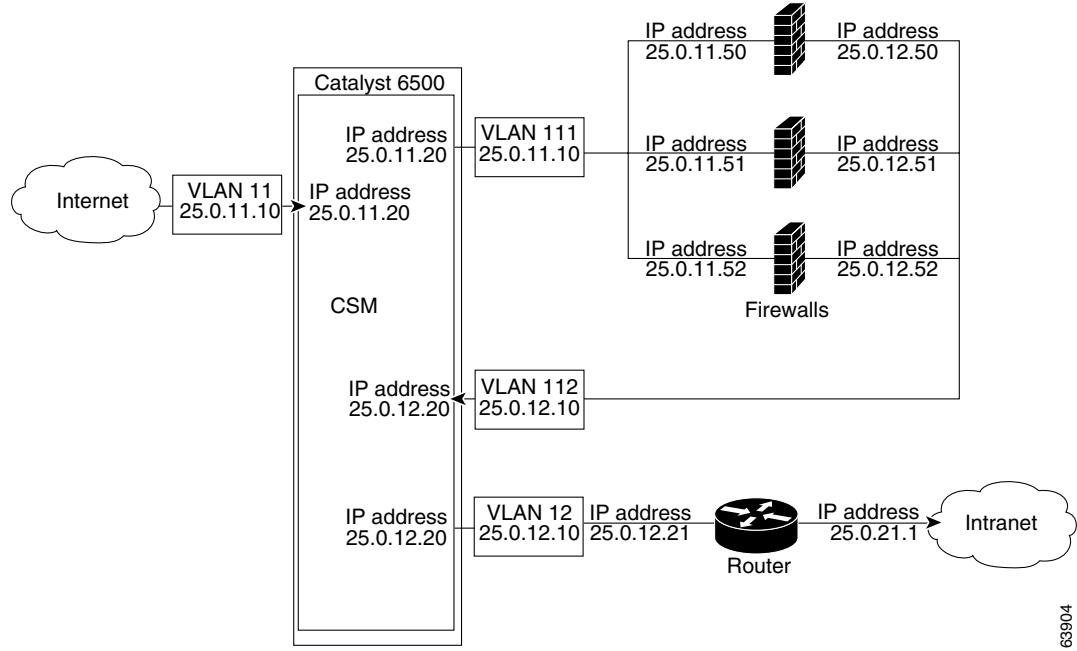 Catalyst 6500
Internet
VLAN 11
25.0.11.10
IP address
25.0.11.20
IP address
25.0.11.20
CSM
IP address
25.0.12.20
IP address
25.0.12.20
VLAN 111
25.0.11.10
IP address
25.0.11.50
IP address
25.0.12.50
IP address
25.0.11.51
IP address
25.0.12.51
IP address
25.0.11.52
IP address
25.0.12.52
Firewalls
VLAN 112
25.0.12.10
VLAN 12
25.0.12.10
IP address
25.0.12.21
Router
IP address
25.0.21.1
Intranet
63904